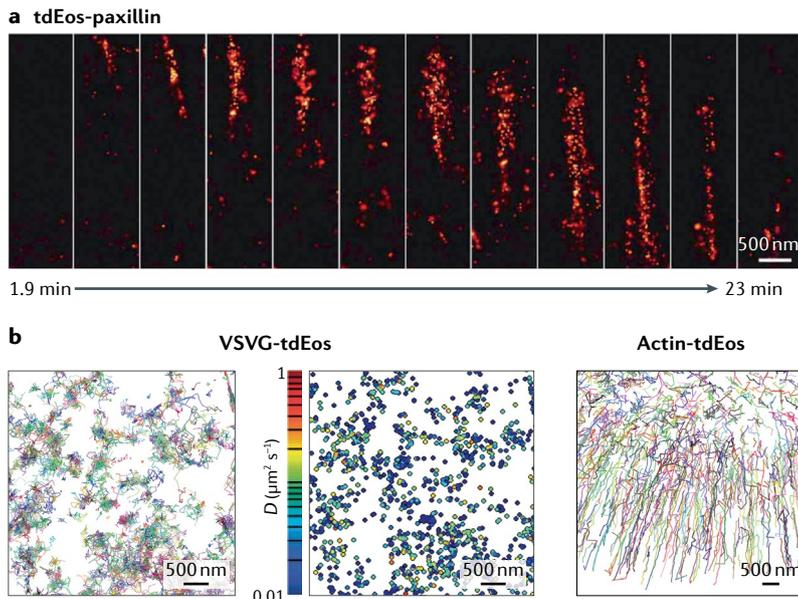 a tdEos-paxillin
500 nm
1.9 min
23 min
b
VSVG-tdEos
Actin-tdEos
1
D (μm² s⁻¹)
0.01
500 nm
500 nm
500 nm